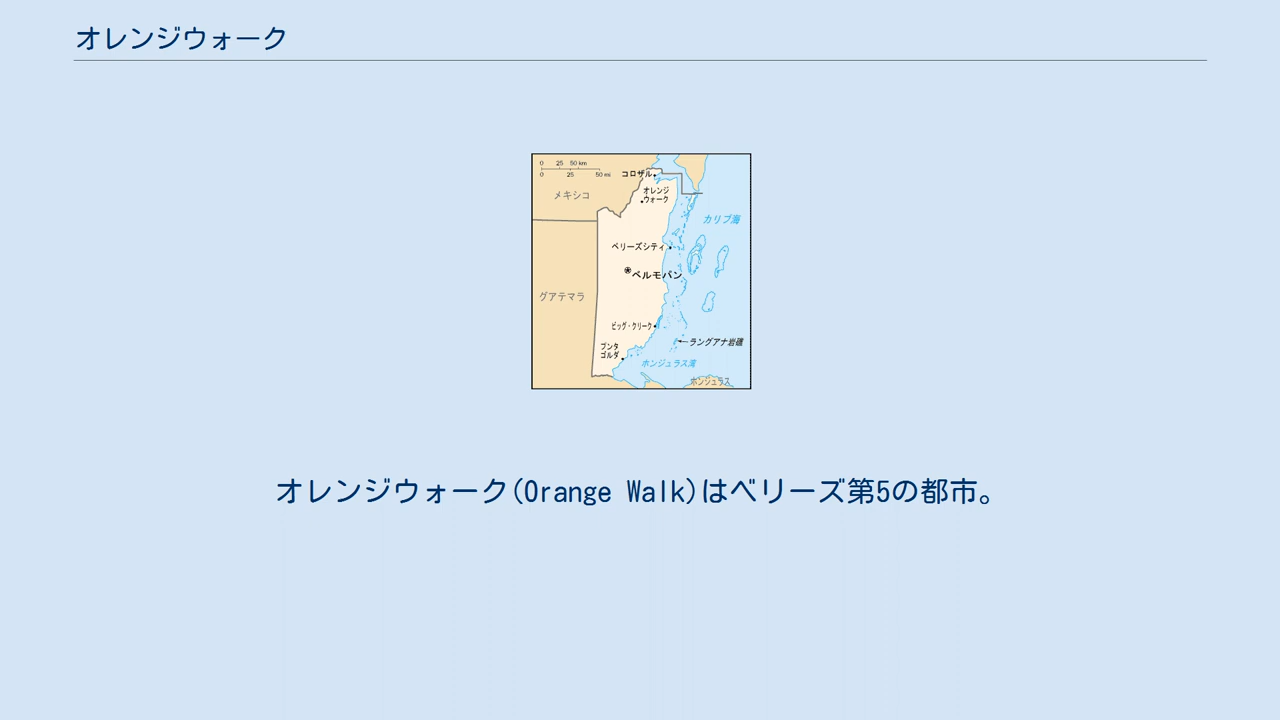 オレンジウォーク
0 25 50 km
0 25 50 mi
コロザル
メキシコ
オレンジ
ウォーク
カリブ海
ベリーズシティ
ベルモパン
グアテマラ
ビッグ・クリーク
プンタ
ゴルダ
ラングアナ岩礁
ホンジュラス湾
ホンジュラス
オレンジウォーク(Orange Walk)はベリーズ第5の都市。